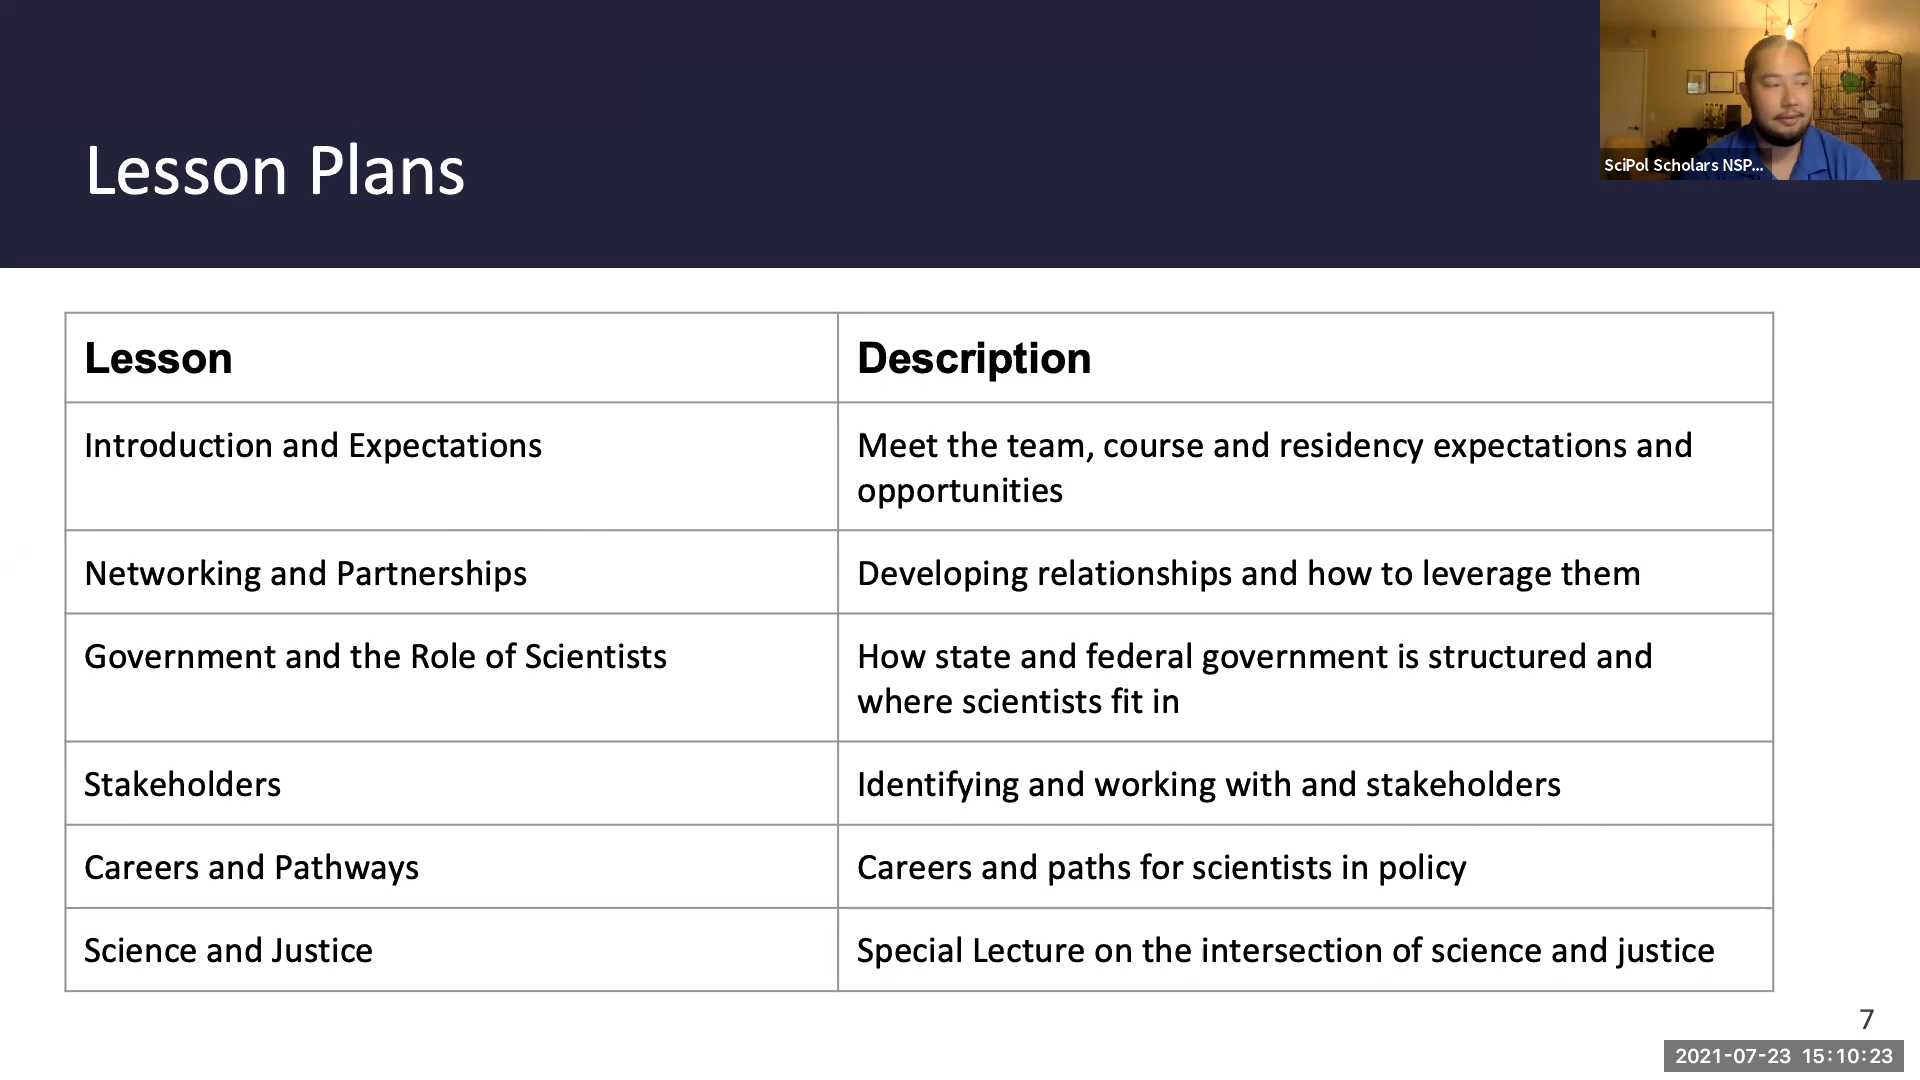 SciPol Scholars NSP...
Lesson Plans
Lesson
Description
Introduction and Expectations
Meet the team, course and residency expectations and
opportunities
Networking and Partnerships
Developing relationships and how to leverage them
Government and the Role of Scientists
How state and federal government is structured and
where scientists fit in
Stakeholders
Identifying and working with and stakeholders
Careers and Pathways
Careers and paths for scientists in policy
Science and Justice
Special Lecture on the intersection of science and justice
7
2021-07-23 15:10:23